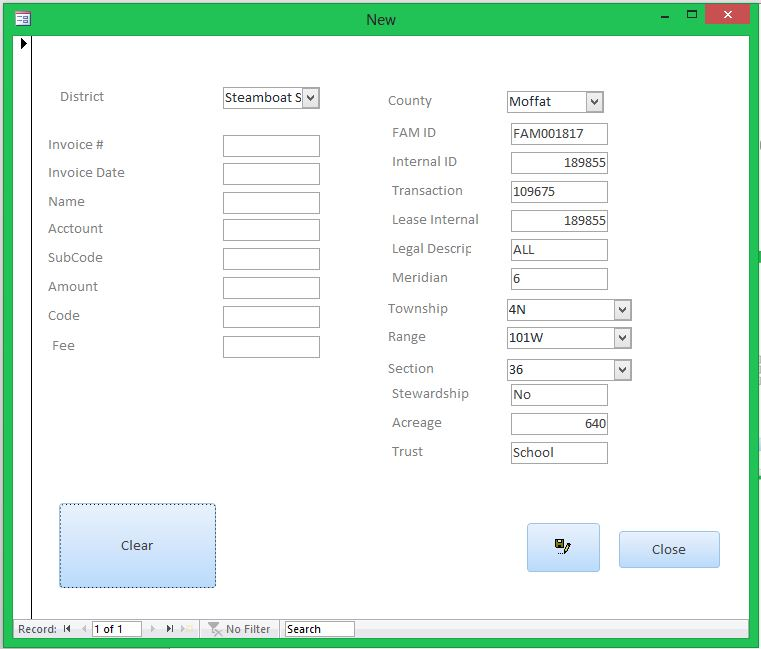 New
District
Steamboat S
Invoice #
Invoice Date
Name
Acctount
SubCode
Amount
Code
Fee
County
Moffat
FAM ID
FAM001817
Internal ID
189855
Transaction
109675
Lease Internal
189855
Legal Descrip
ALL
Meridian
6
Township
4N
Range
101W
Section
36
Stewardship
No
Acreage
640
Trust
School
Clear
Close
Record: 1 of 1 No Filter Search